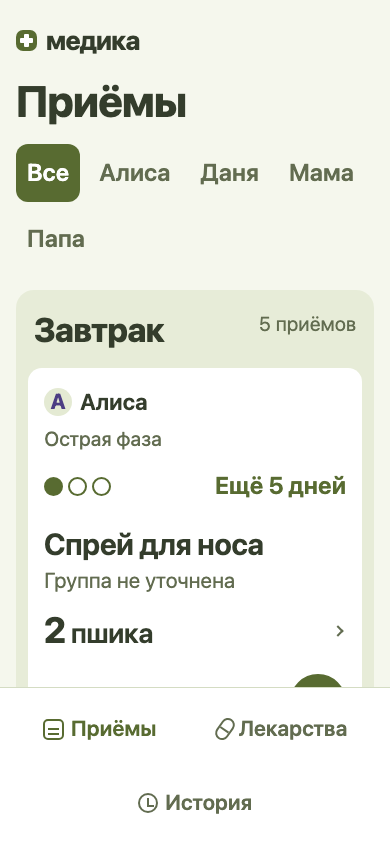 медика
Приёмы
Все Алиса Даня Мама
Папа
Завтрак 5 приёмов
А Алиса
Острая фаза
Ещё 5 дней
Спрей для носа
Группа не уточнена
2 пшика
Приёмы Лекарства
История